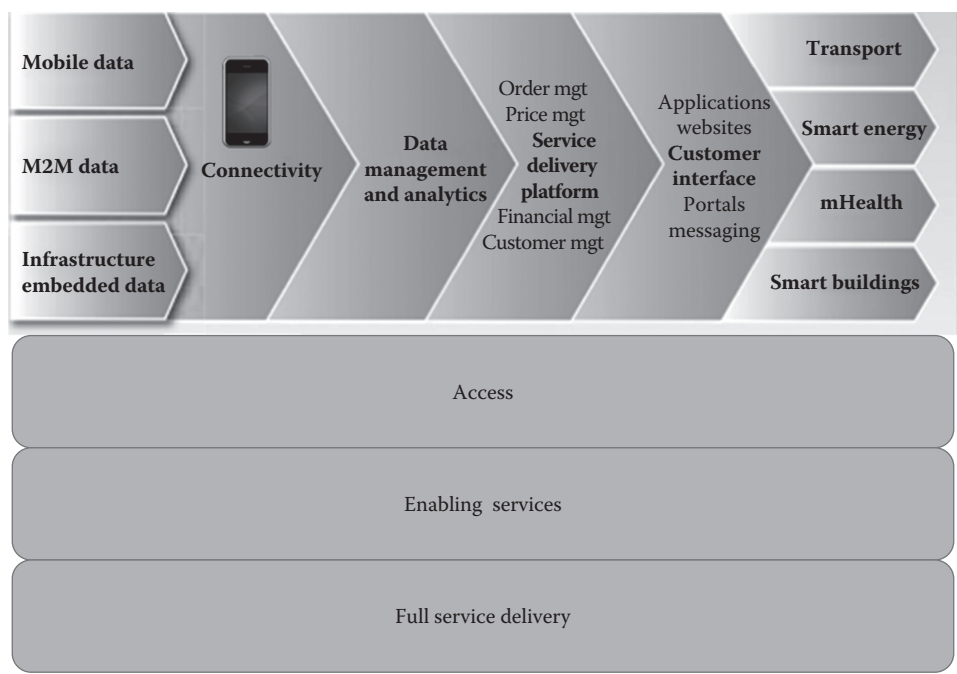 Mobile data
M2M data
Infrastructure
embedded data
Connectivity
Data
management
and analytics
Order mgt
Price mgt
Service
delivery
platform
Financial mgt
Customer mgt
Applications
websites
Customer
interface
Portals
messaging
Transport
Smart energy
mHealth
Smart buildings
Access
Enabling services
Full service delivery